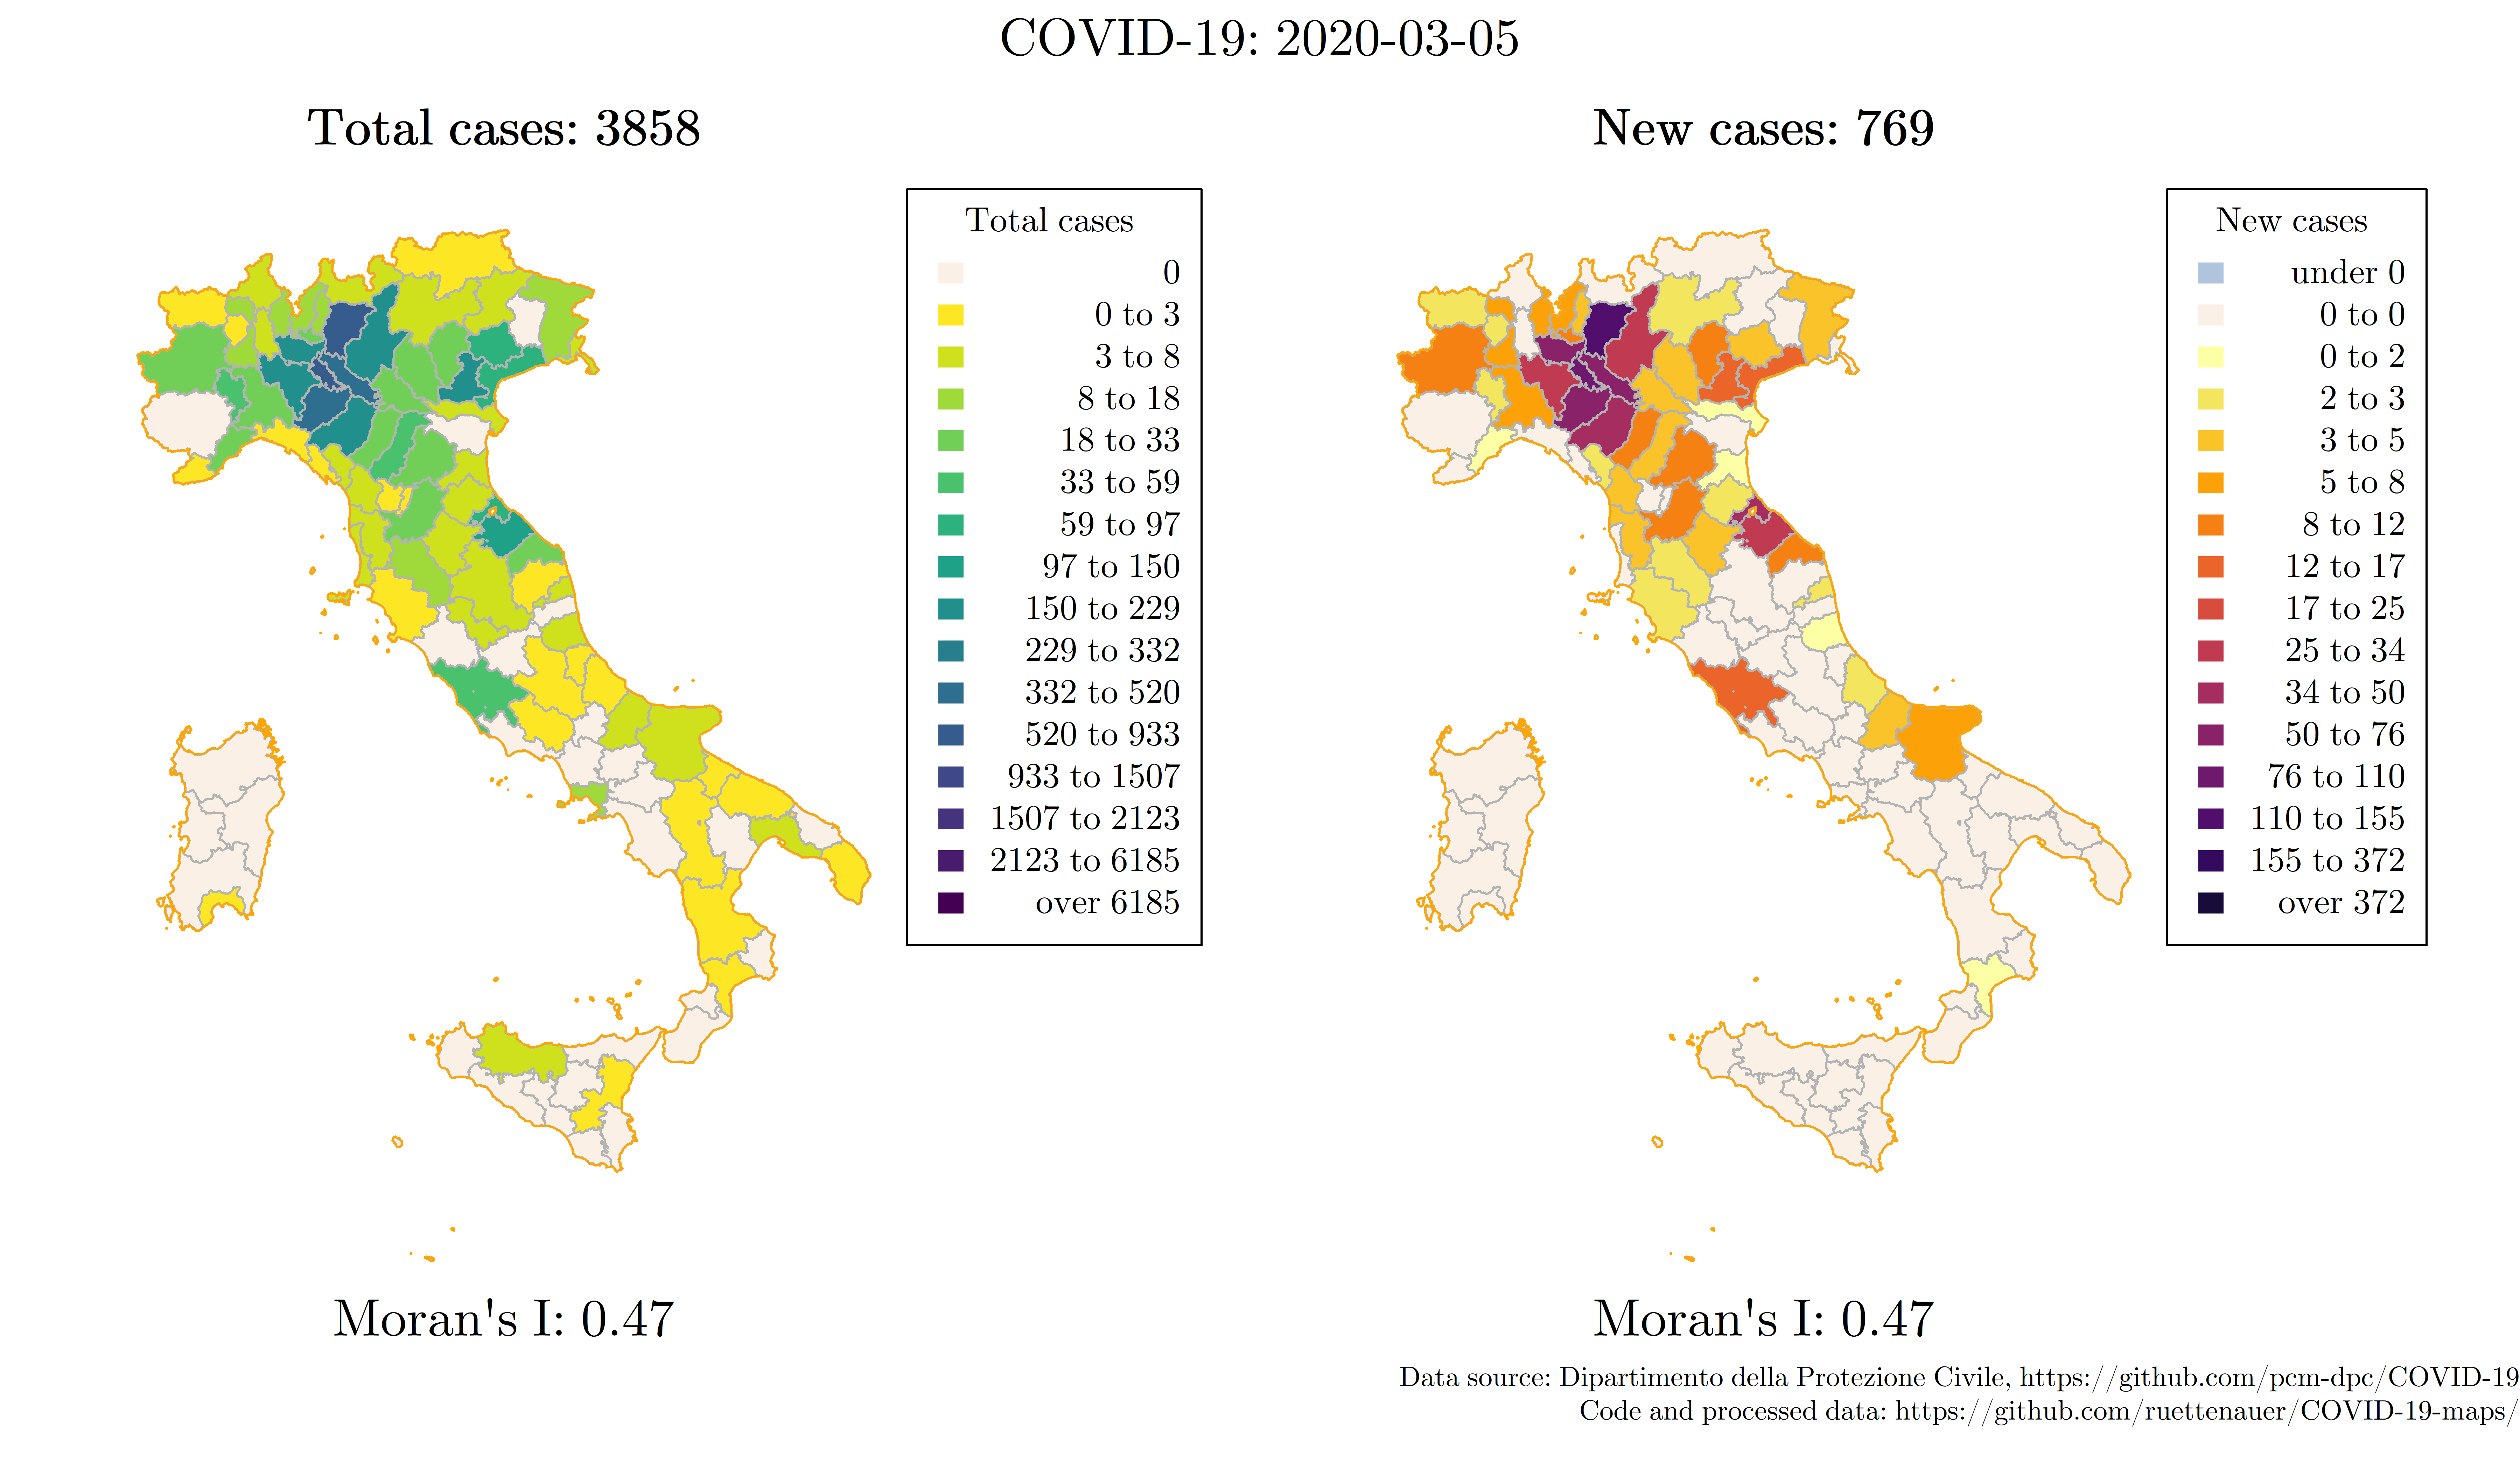 COVID-19: 2020-03-05
Total cases: 3858
Total cases
0
0 to 3
3 to 8
8 to 18
18 to 33
33 to 59
59 to 97
97 to 150
150 to 229
229 to 332
332 to 520
520 to 933
933 to 1507
1507 to 2123
2123 to 6185
over 6185
Moran's I: 0.47
New cases: 769
New cases
under 0
0 to 0
0 to 2
2 to 3
3 to 5
5 to 8
8 to 12
12 to 17
17 to 25
25 to 34
34 to 50
50 to 76
76 to 110
110 to 155
155 to 372
over 372
Moran's I: 0.47
Data source: Dipartimento della Protezione Civile, https://github.com/pcm-dpc/COVID-19
Code and processed data: https://github.com/ruettenauer/COVID-19-maps/